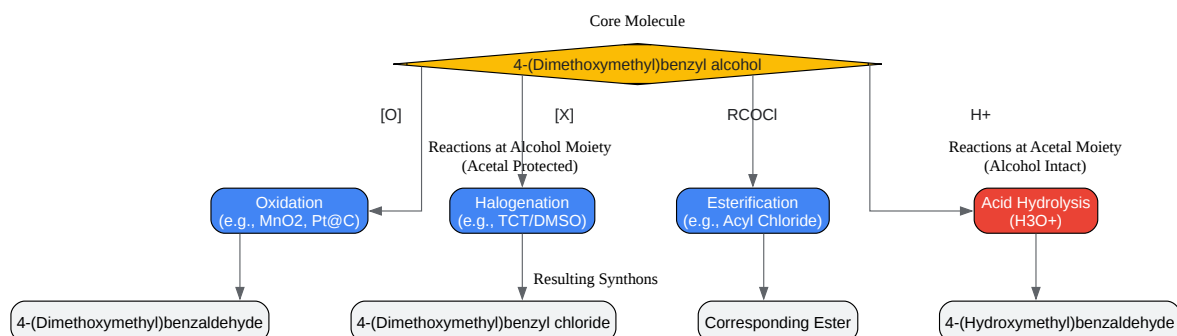 Core Molecule
4-(Dimethoxymethyl)benzyl alcohol
[O]
[X]
RCOCl
H+
Reactions at Alcohol Moiety
(Acetal Protected)
Reactions at Acetal Moiety
(Alcohol Intact)
Oxidation
(e.g., MnO2, Pt@C)
Halogenation
(e.g., TCT/DMSO)
Esterification
(e.g., Acyl Chloride)
Acid Hydrolysis
(H3O+)
Resulting Synthons
4-(Dimethoxymethyl)benzaldehyde
4-(Dimethoxymethyl)benzyl chloride
Corresponding Ester
4-(Hydroxymethyl)benzaldehyde